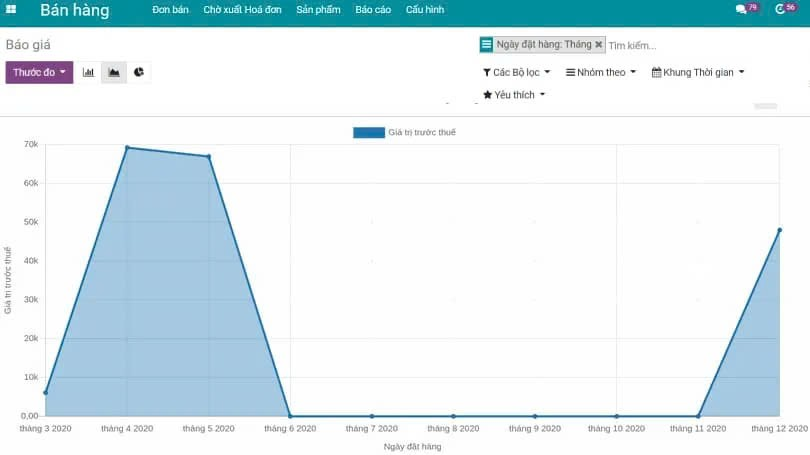 Bán hàng Đơn bán Chờ xuất Hoá đơn Sản phẩm Báo cáo Cấu hình 79 56
Báo giá
Ngày đặt hàng: Tháng ✖ Tìm kiếm...
Thước đo
Các Bộ lọc Nhóm theo Khung Thời gian
Yêu thích
Giá trị trước thuế
70k
60k
50k
40k
30k
20k
10k
0,00
Giá trị trước thuế
tháng 3 2020 tháng 4 2020 tháng 5 2020 tháng 6 2020 tháng 7 2020 tháng 8 2020 tháng 9 2020 tháng 10 2020 tháng 11 2020 tháng 12 2020
Ngày đặt hàng